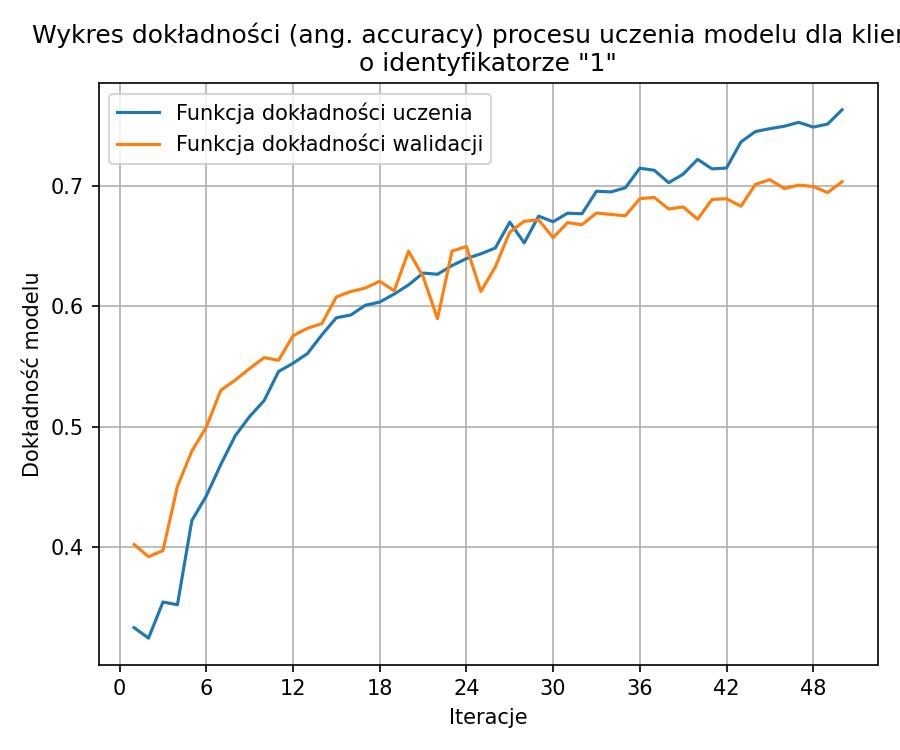 Wykres dokładności (ang. accuracy) procesu uczenia modelu dla
o identyfikatorze "1"
Funkcja dokładności uczenia
Funkcja dokładności walidacji
0.7
0.6
0.5
0.4
Dokładność modelu
0 6 12 18 24 30 36 42 48
Iteracje